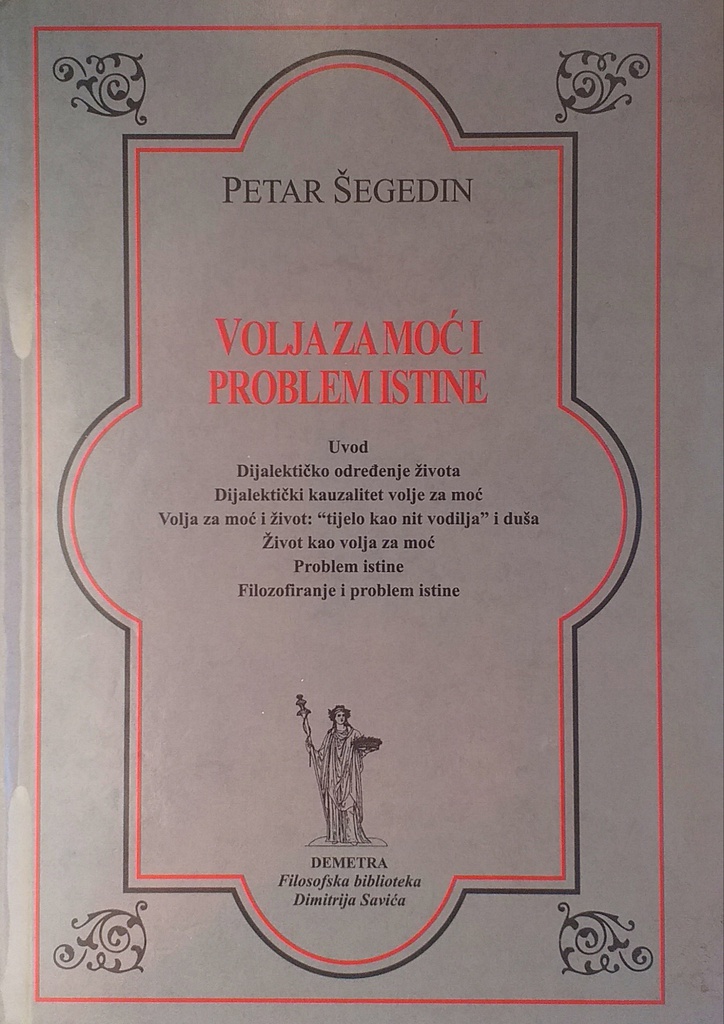 PETAR ŠEGEDIN
VOLJA ZA MOĆ I
PROBLEM ISTINE
Uvod
Dijalektičko određenje života
Dijalektički kauzalitet volje za moć
Volja za moć i život: “tijelo kao nit vodilja” i duša
Život kao volja za moć
Problem istine
Filozofiranje i problem istine
DEMETRA
Filosofska biblioteka
Dimitrija Savića